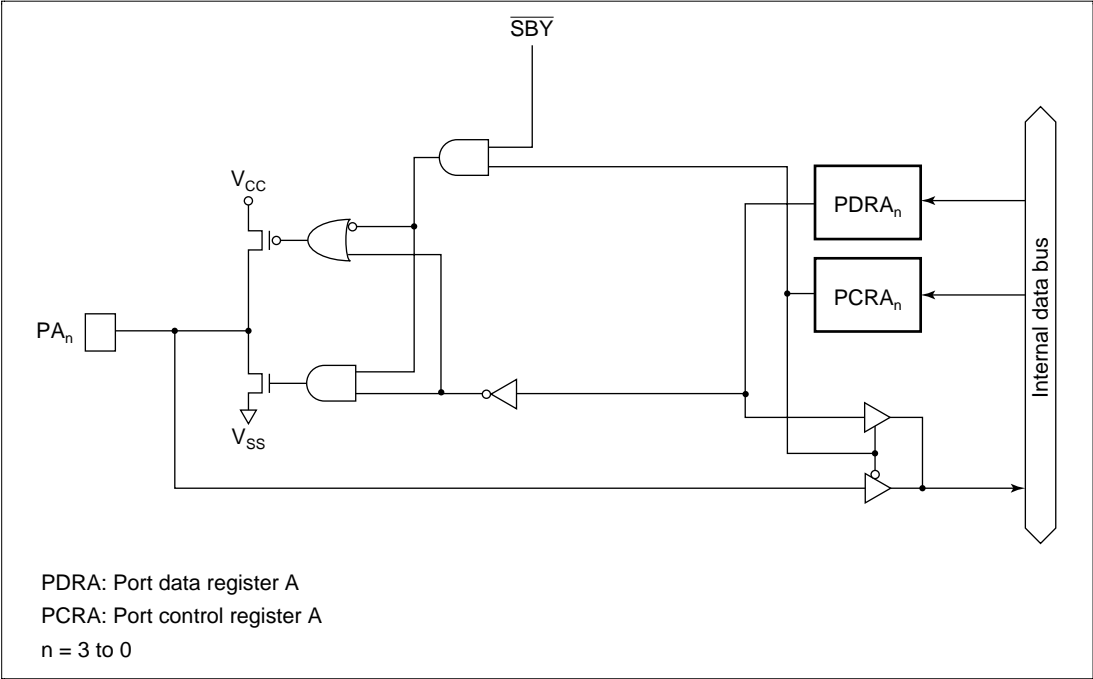 SBY
V_CC
PDRA_n
PCRA_n
PA_n
V_SS
Internal data bus
PDRA: Port data register A
PCRA: Port control register A
n = 3 to 0